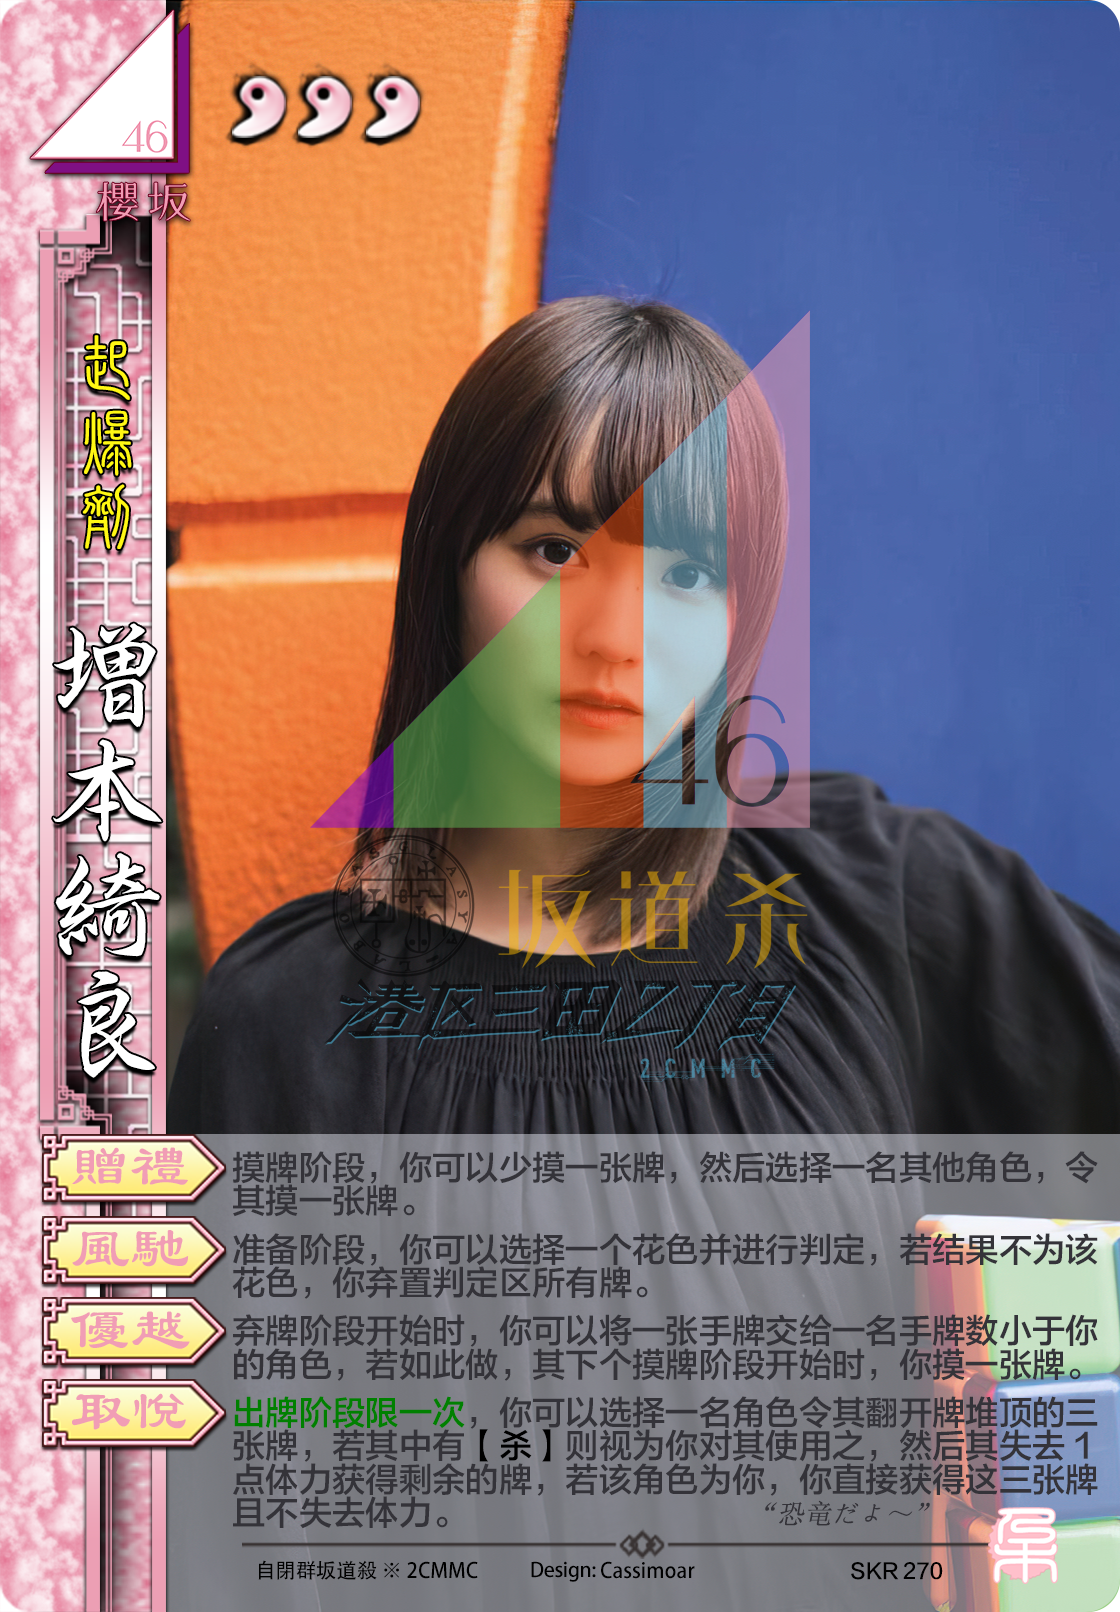 46
櫻坂
起爆劑
增本綺良
46
坂道杀
港区三田2丁目
2CMMC
贈禮
摸牌阶段，你可以少摸一张牌，然后选择一名其他角色，令
其摸一张牌。
風馳
准备阶段，你可以选择一个花色并进行判定，若结果不为该
花色，你弃置判定区所有牌。
優越
弃牌阶段开始时，你可以将一张手牌交给一名手牌数小于你
的角色，若如此做，其下个摸牌阶段开始时，你摸一张牌。
取悅
出牌阶段限一次，你可以选择一名角色令其翻开牌堆顶的三
张牌，若其中有【杀】则视为你对其使用之，然后其失去1
点体力获得剩余的牌，若该角色为你，你直接获得这三张牌
且不失去体力。
“恐竜だょ～”
自閉群坂道殺 ※ 2CMMC Design: Cassimoar SKR 270